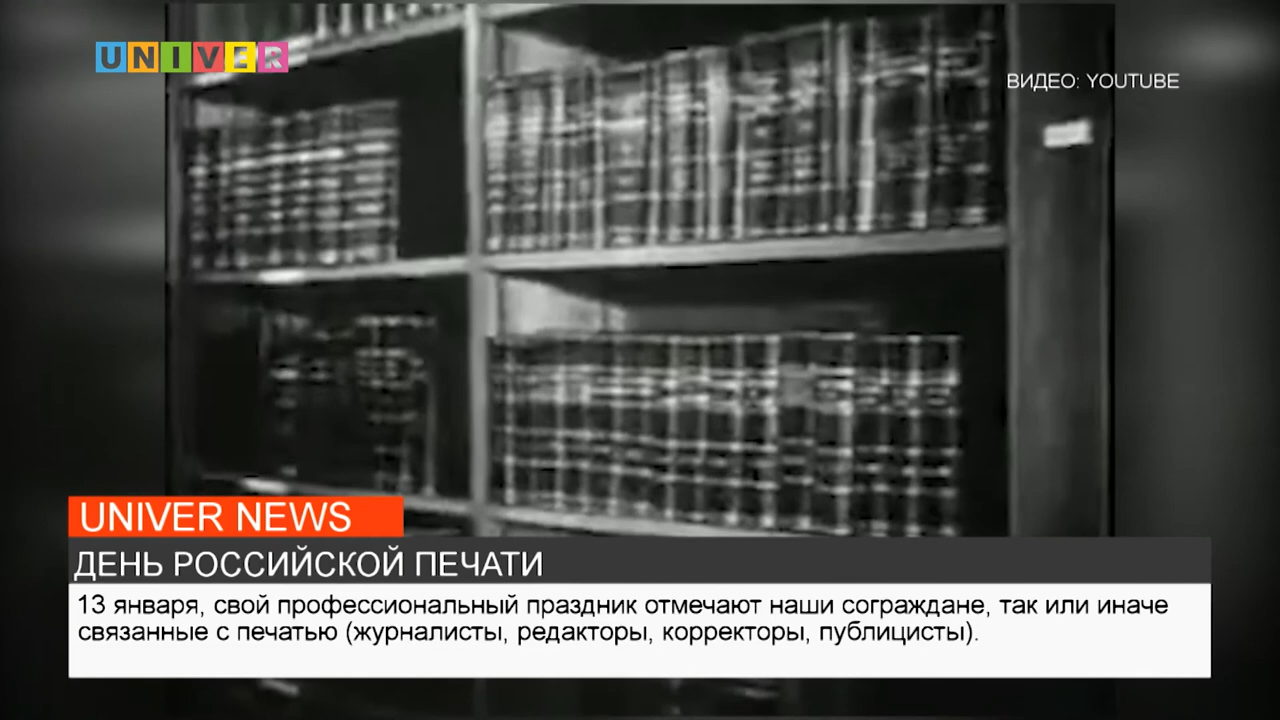 UNIVER
ВИДЕО: YOUTUBE
UNIVER NEWS
ДЕНЬ РОССИЙСКОЙ ПЕЧАТИ
13 января, свой профессиональный праздник отмечают наши сограждане, так или иначе
связанные с печатью (журналисты, редакторы, корректоры, публицисты).